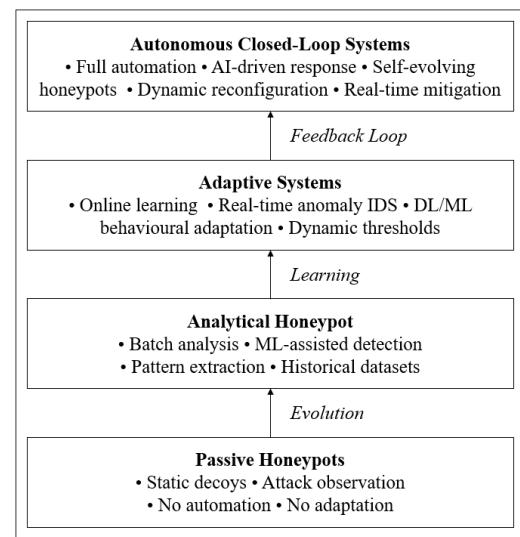 Autonomous Closed-Loop Systems
• Full automation • AI-driven response • Self-evolving
honeypots • Dynamic reconfiguration • Real-time mitigation
Feedback Loop
Adaptive Systems
• Online learning • Real-time anomaly IDS • DL/ML
behavioural adaptation • Dynamic thresholds
Learning
Analytical Honeypot
• Batch analysis • ML-assisted detection
• Pattern extraction • Historical datasets
Evolution
Passive Honeypots
• Static decoys • Attack observation
• No automation • No adaptation